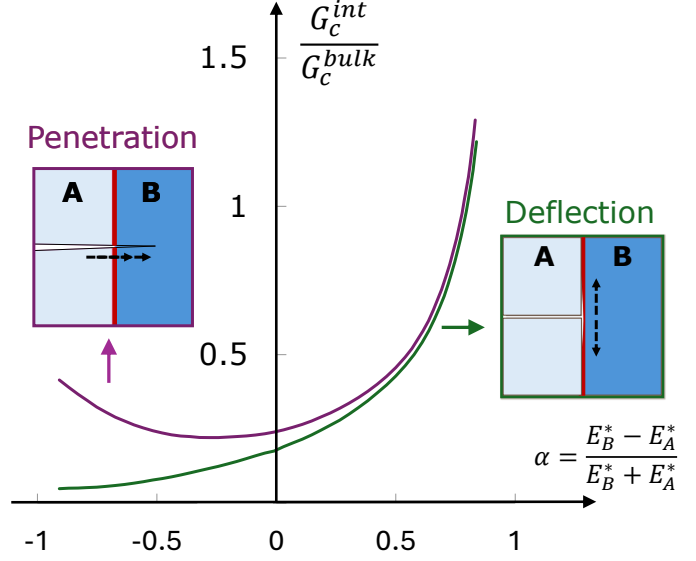 G_c^{int}
G_c^{bulk}
1.5
Penetration
A B
1
Deflection
A B
0.5
α = \frac{E_B^* − E_A^*}{E_B^* + E_A^*}
-1 -0.5 0 0.5 1